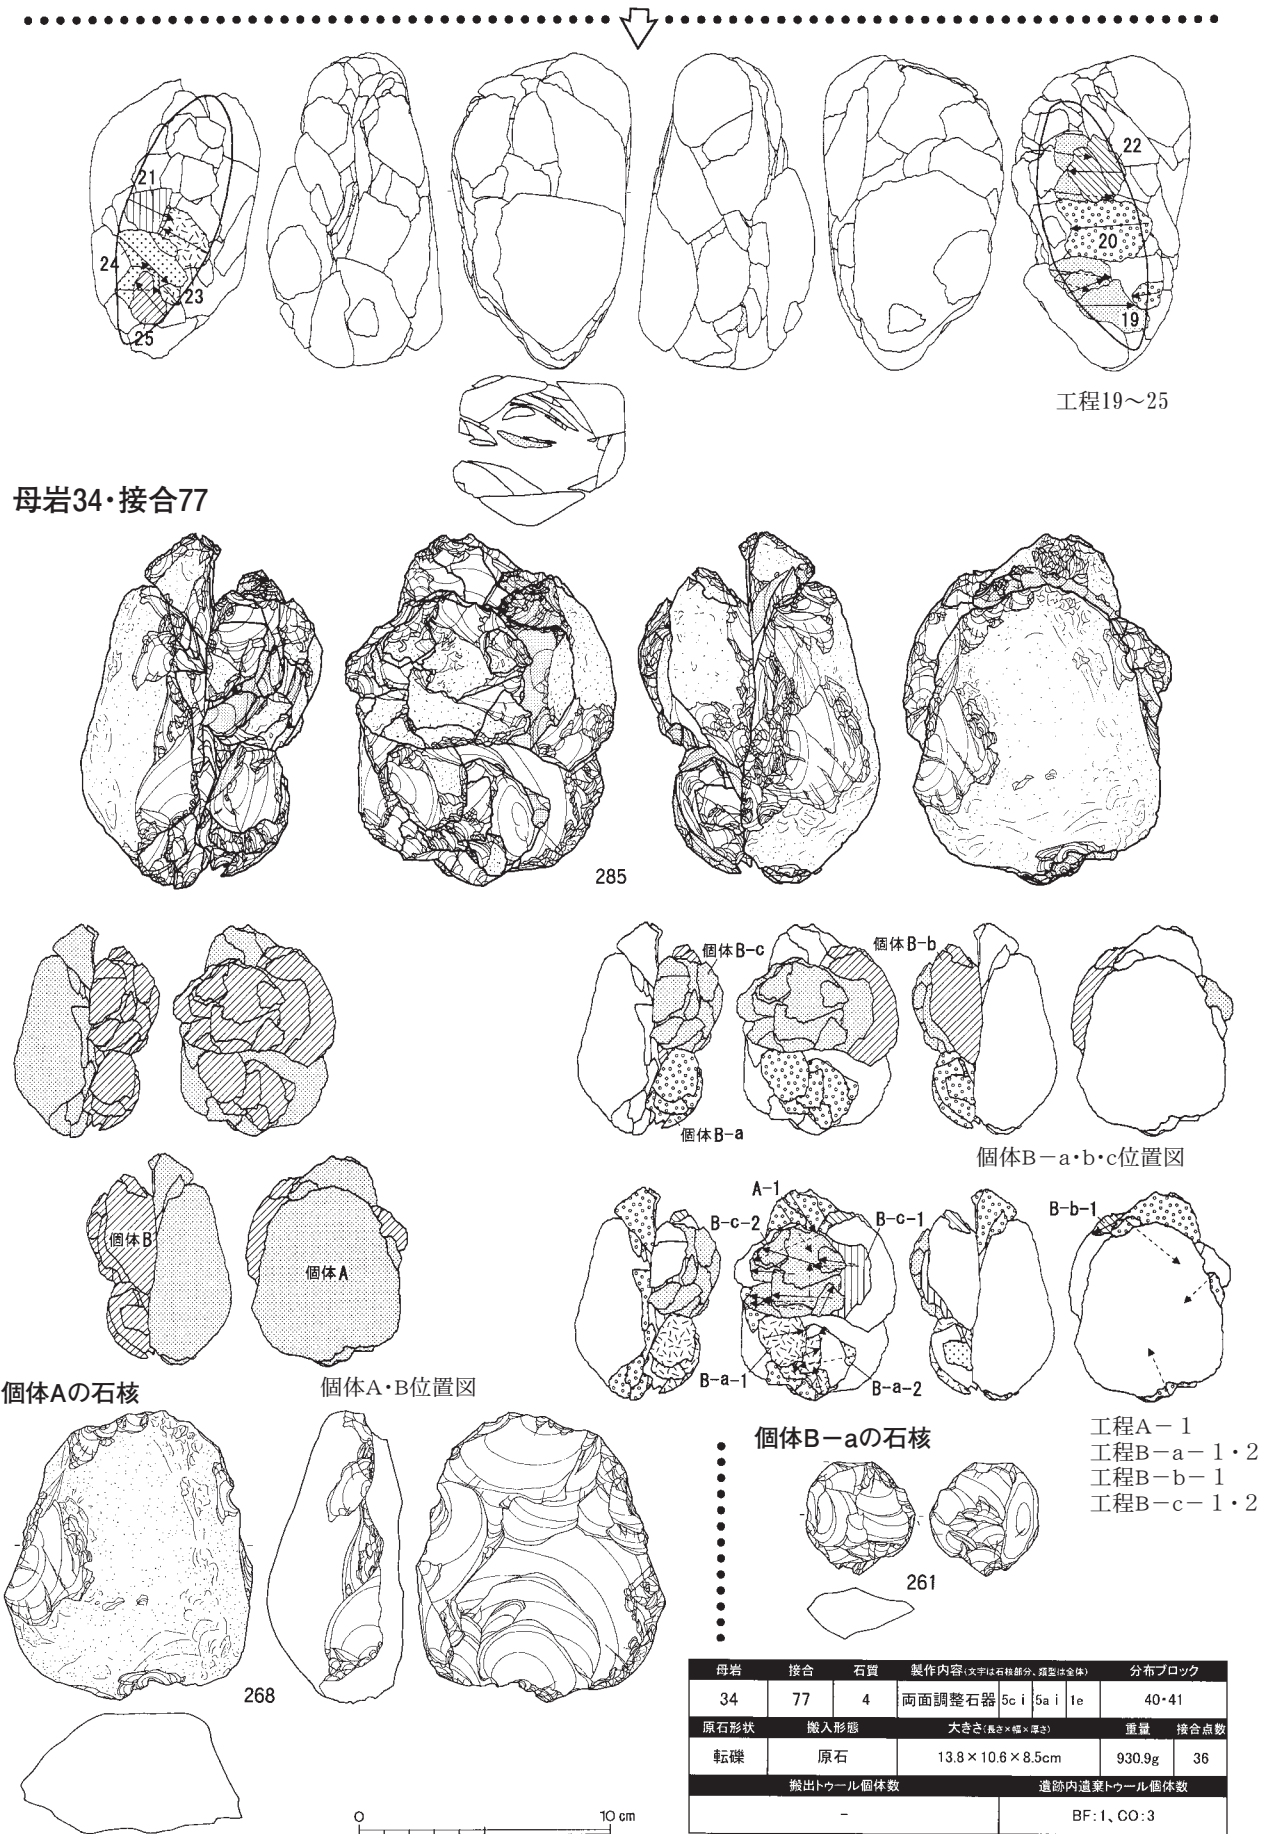 21
24
23
25
22
20
19
工程19～25
母岩34・接合77
285
個体B-c
個体B-b
個体B-a
個体B－a・b・c位置図
個体B
個体A
個体A・B位置図
A-1
B-c-2
B-c-1
B-b-1
B-a-1
B-a-2
工程A－1
工程B－a－1・2
工程B－b－1
工程B－c－1・2
個体Aの石核
268
個体B－aの石核
261
0 10 cm
母岩 接合 石質 製作内容(文字は石核部分、類型は全体) 分布ブロック
34 77 4 両面調整石器 5c i 5a i 1e 40・41
原石形状 搬入形態 大きさ(長さ×幅×厚さ) 重量 接合点数
転礫 原石 13.8×10.6×8.5cm 930.9g 36
搬出トゥール個体数 遺跡内遺棄トゥール個体数
- BF:1、CO:3